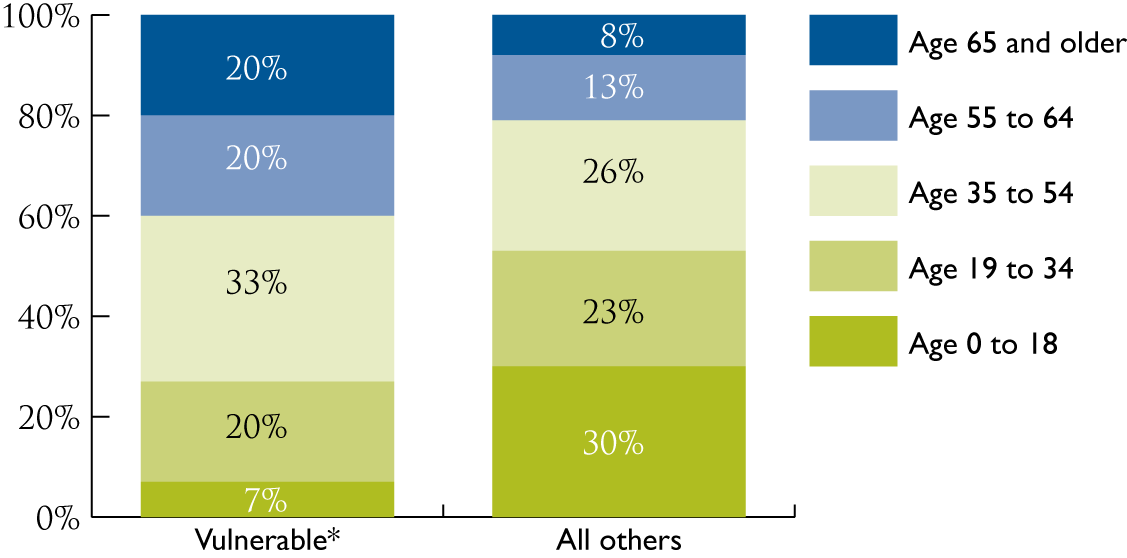 100%
80%
60%
40%
20%
0%
20%
20%
33%
20%
7%
8%
13%
26%
23%
30%
Vulnerable*
All others
Age 65 and older
Age 55 to 64
Age 35 to 54
Age 19 to 34
Age 0 to 18